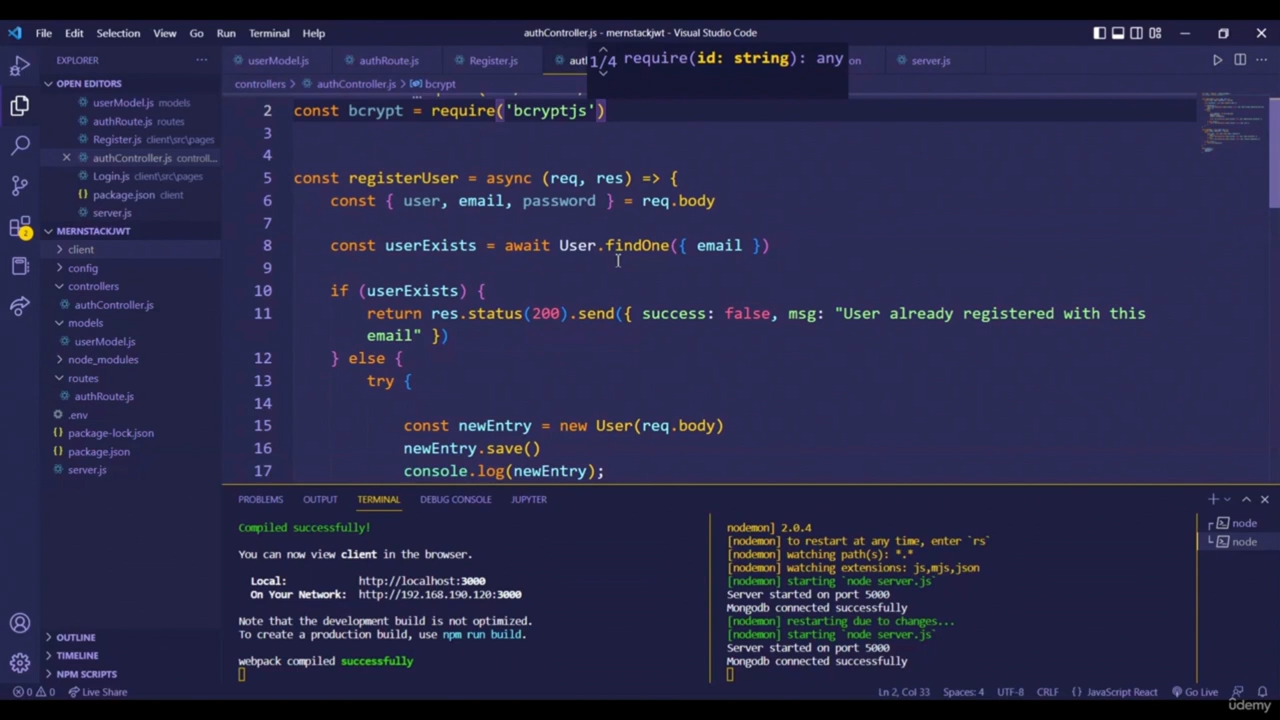 File Edit Selection View Go Run Terminal Help
authController.js - mernstackjwt - Visual Studio Code
EXPLORER
userModel.js
authRoute.js
Register.js
server.js
1/4 require(id: string): any
controllers > authController.js > bcrypt
OPEN EDITORS
userModel.js models
authRoute.js routes
Register.js client\src\pages
authController.js controll...
Login.js client\src\pages
package.json client
server.js
MERNSTACKJWT
client
config
controllers
authController.js
models
userModel.js
node_modules
routes
authRoute.js
.env
package-lock.json
package.json
server.js
OUTLINE
TIMELINE
NPM SCRIPTS
2 const bcrypt = require('bcryptjs')
3
4
5 const registerUser = async (req, res) => {
6 const { user, email, password } = req.body
7
8 const userExists = await User.findOne({ email })
9
10 if (userExists) {
11 return res.status(200).send({ success: false, msg: "User already registered with this
email" })
12 } else {
13 try {
14
15 const newEntry = new User(req.body)
16 newEntry.save()
17 console.log(newEntry);
PROBLEMS OUTPUT TERMINAL DEBUG CONSOLE JUPYTER
Compiled successfully!
You can now view client in the browser.
Local: http://localhost:3000
On Your Network: http://192.168.190.120:3000
Note that the development build is not optimized.
To create a production build, use npm run build.
webpack compiled successfully
nodemon] 2.0.4
[nodemon] to restart at any time, enter `rs`
[nodemon] watching path(s): *.*
[nodemon] watching extensions: js,mjs,json
[nodemon] starting `node server.js`
Server started on port 5000
Mongodb connected successfully
[nodemon] restarting due to changes...
[nodemon] starting `node server.js`
Server started on port 5000
Mongodb connected successfully
node
node
2
0 0 Live Share
Ln 2, Col 33 Spaces: 4 UTF-8 CRLF {} JavaScript React Go Live
udemy